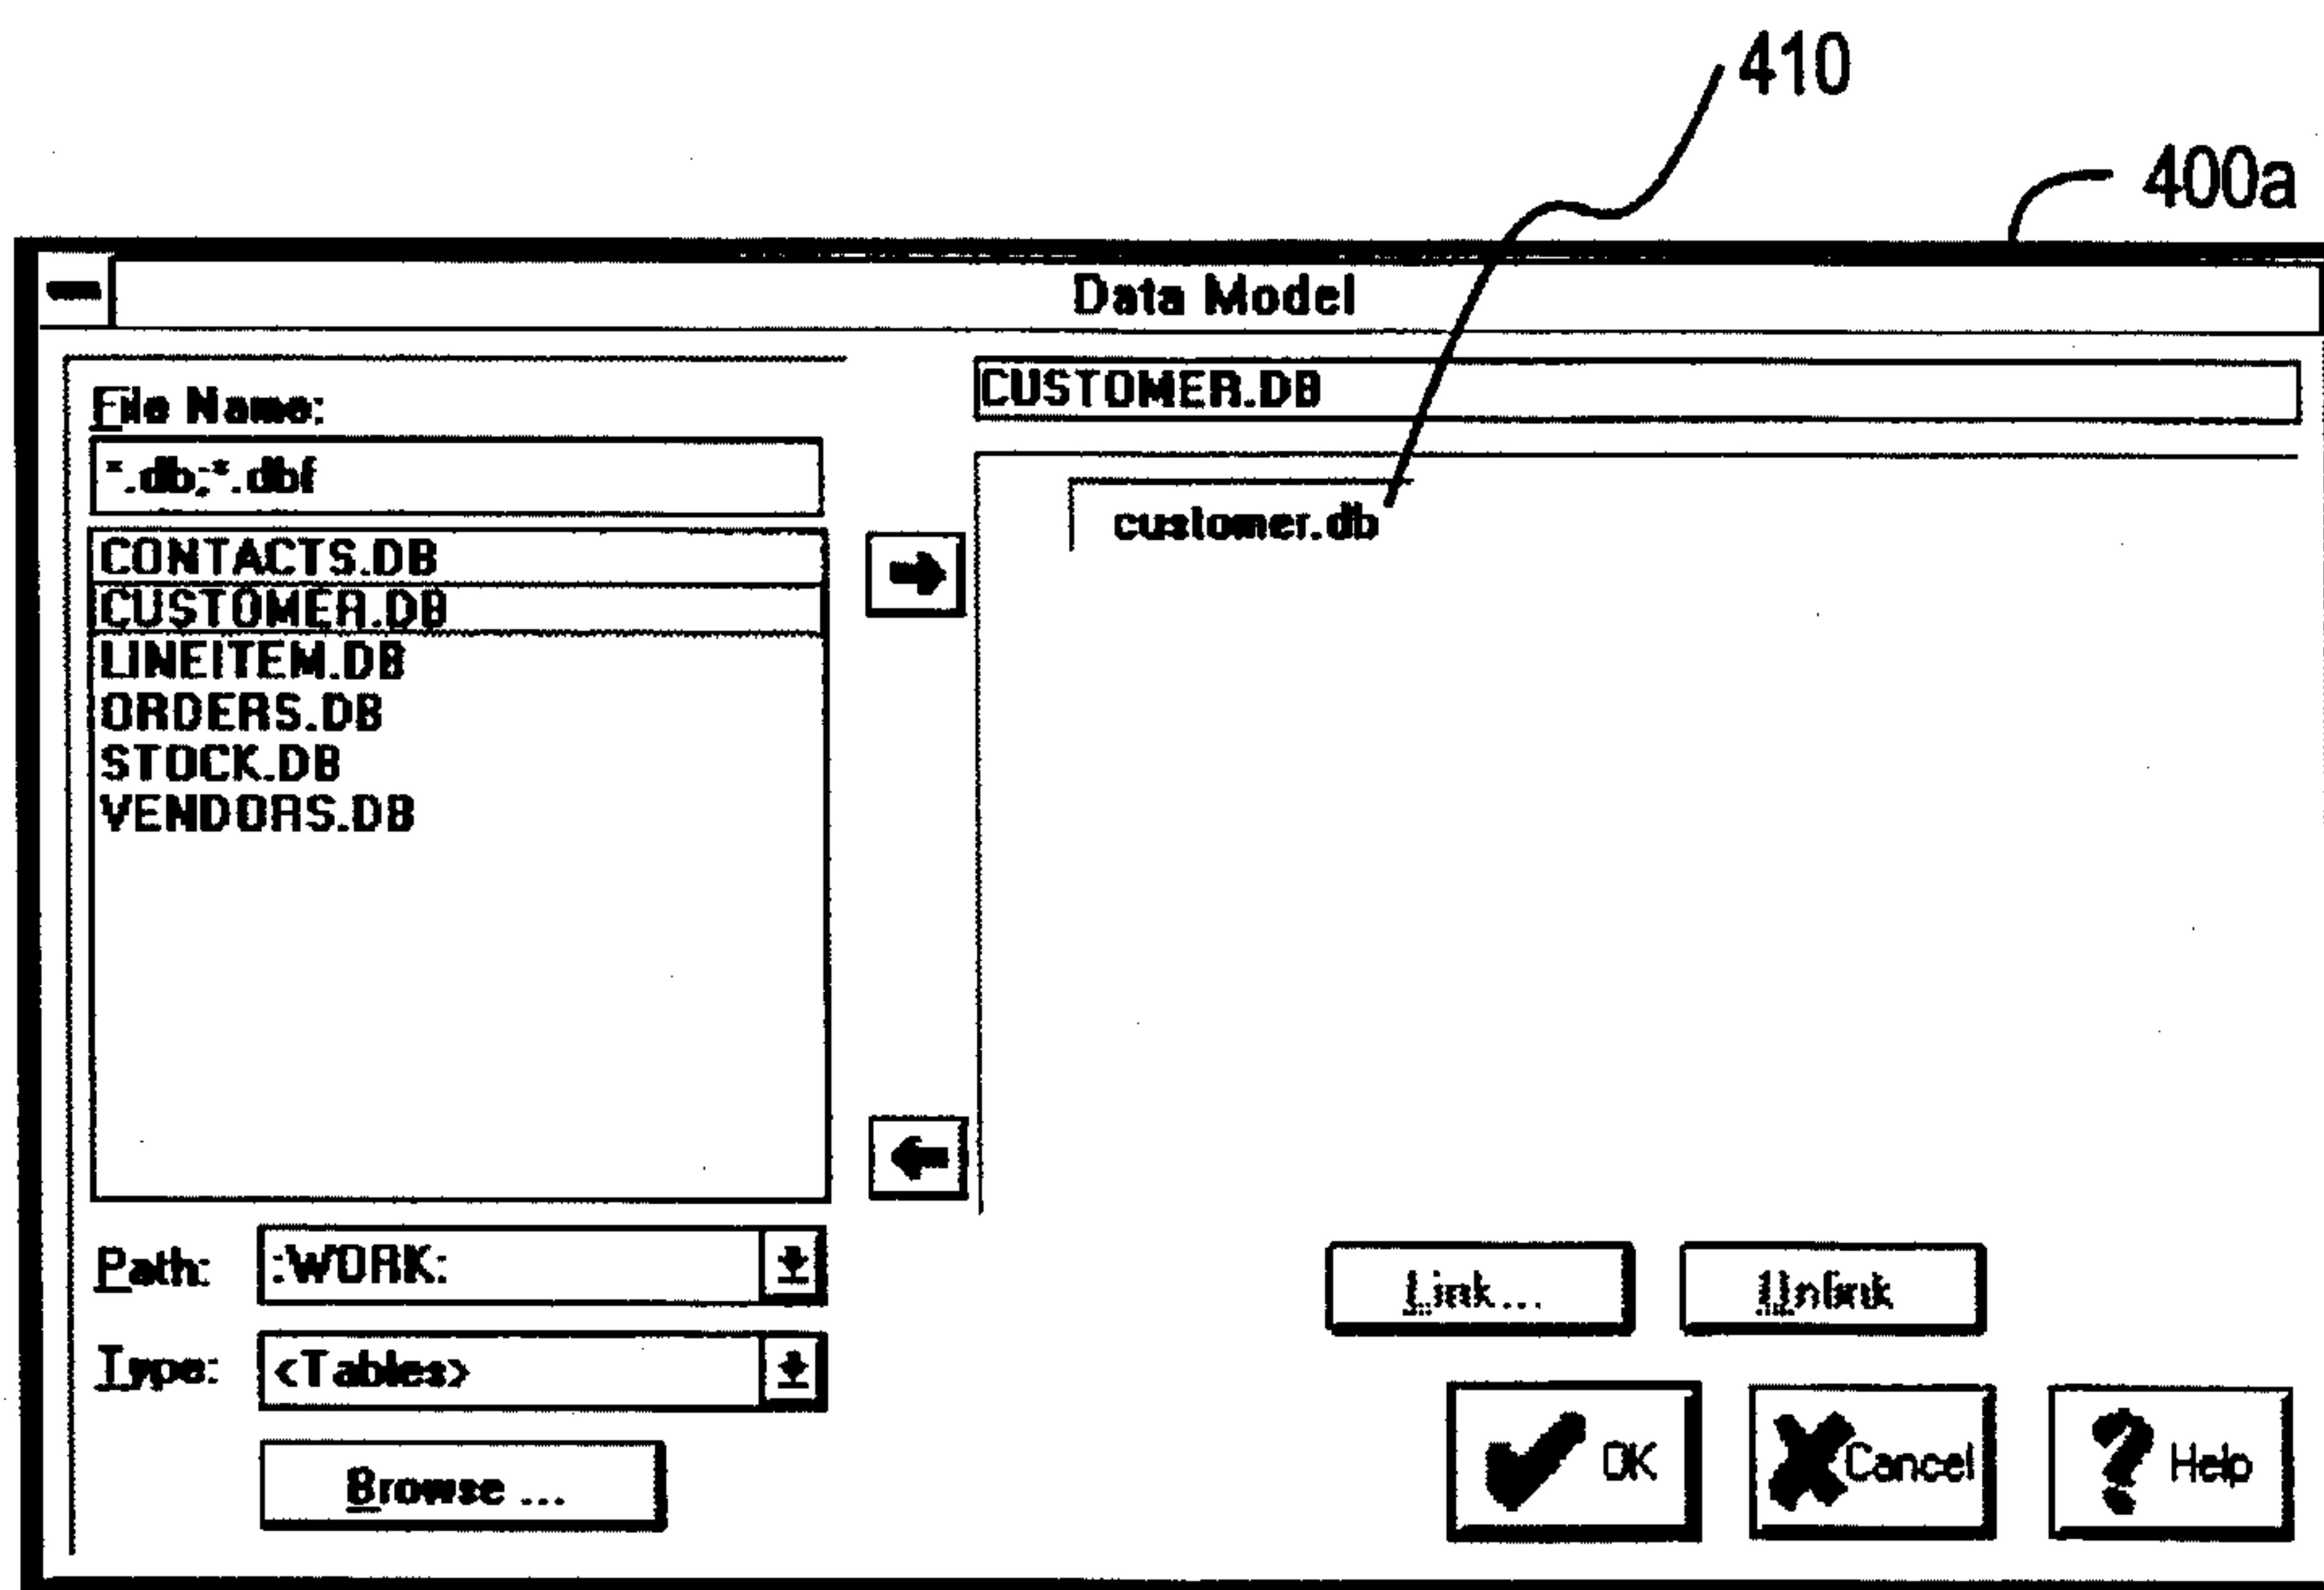 410
400a
Data Model
File Name:
*.db;*.dbf
CONTACTS.DB
CUSTOMER.DB
LINEITEM.DB
ORDERS.DB
STOCK.DB
VENDORS.DB
Path: :WORK:
Type: <Tables>
Browse ...
CUSTOMER.DB
customer.db
Link... Unlink
OK Cancel Help